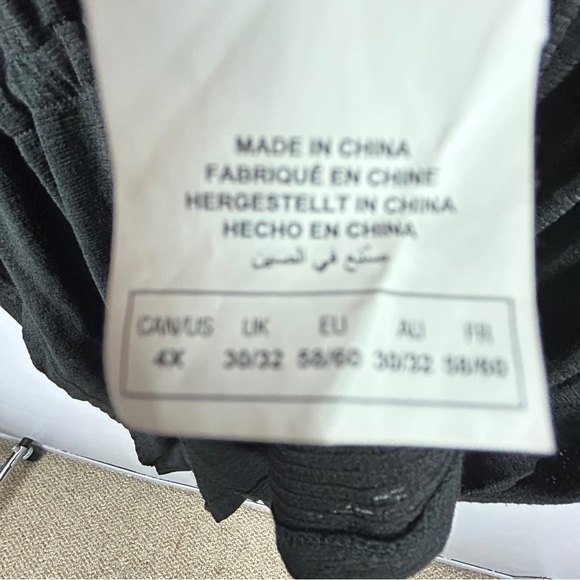 MADE IN CHINA
FABRIQUÉ EN CHINE
HERGESTELLT IN CHINA
HECHO EN CHINA
صنع في الصين
CAN/US UK EU AU FR
4X 30/32 58/60 30/32 58/60